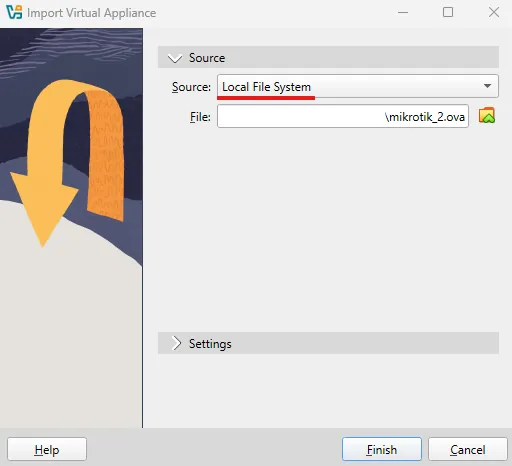 Import Virtual Appliance
Source
Source: Local File System
File: \mikrotik_2.ova
Settings
Help Finish Cancel